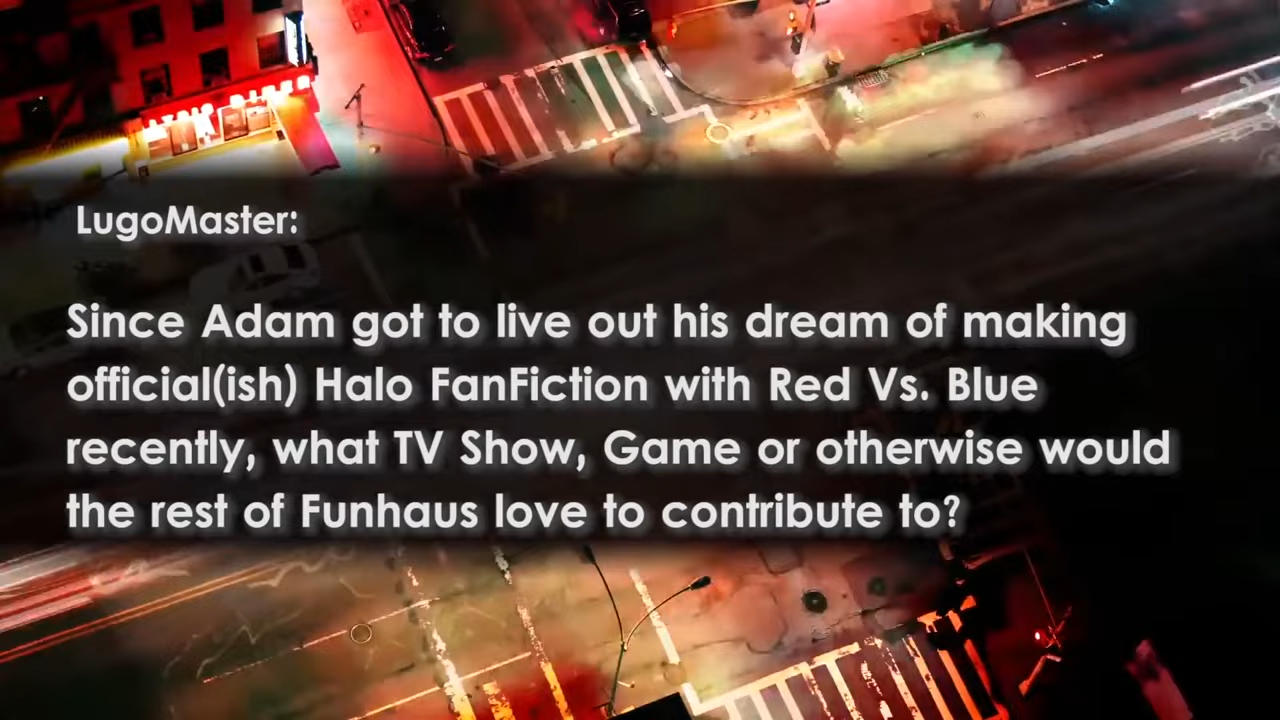 LugoMaster:
Since Adam got to live out his dream of making
official(ish) Halo FanFiction with Red Vs. Blue
recently, what TV Show, Game or otherwise would
the rest of Funhaus love to contribute to?